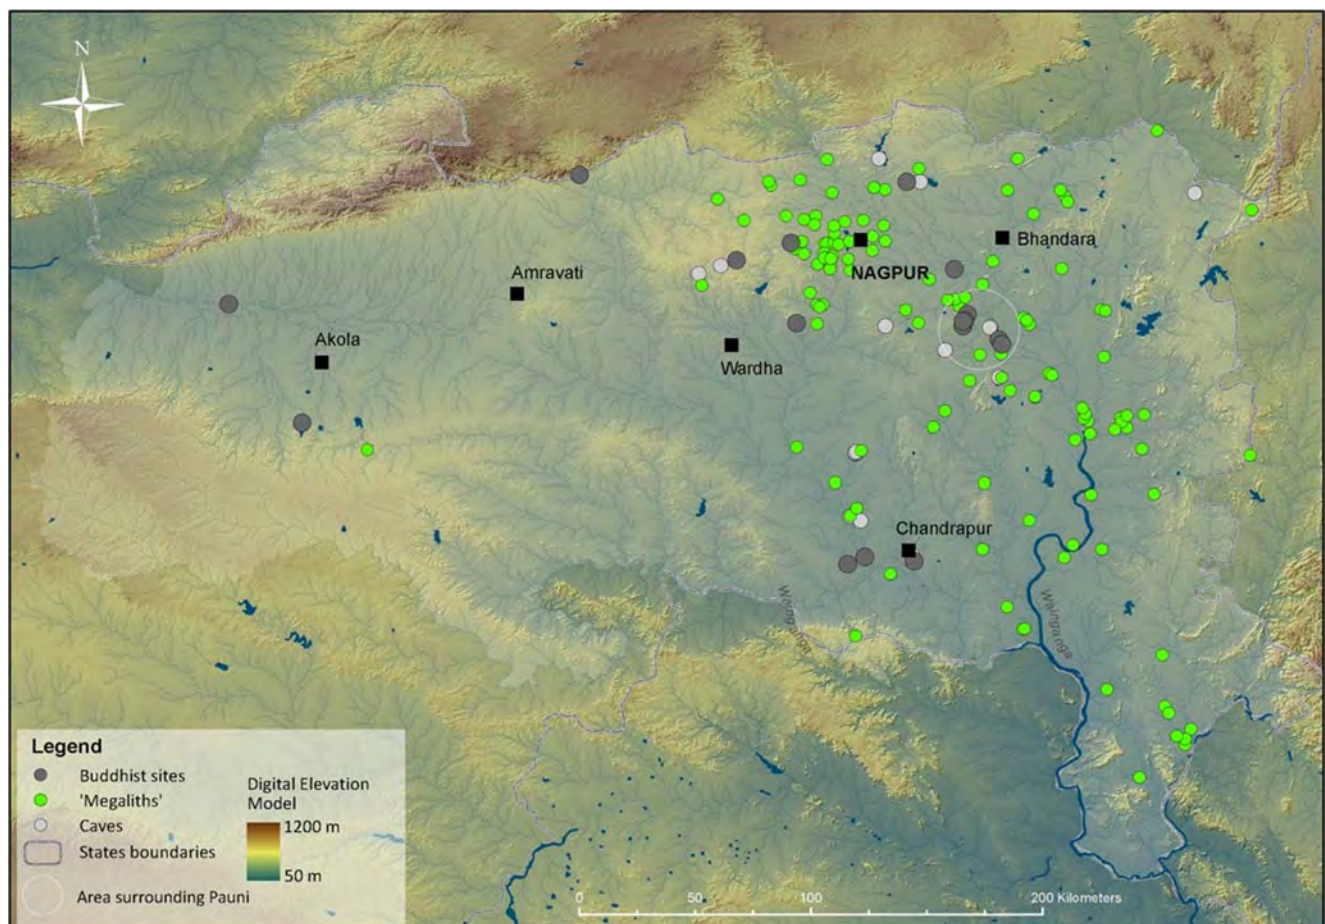 N
Bhandara
NAGPUR
Amravati
Akola
Wardha
Chandrapur
Wainganga
Wainganga
Legend
Buddhist sites
'Megaliths'
Caves
States boundaries
Area surrounding Pauni
Digital Elevation
Model
1200 m
50 m
0 50 100 200 Kilometers